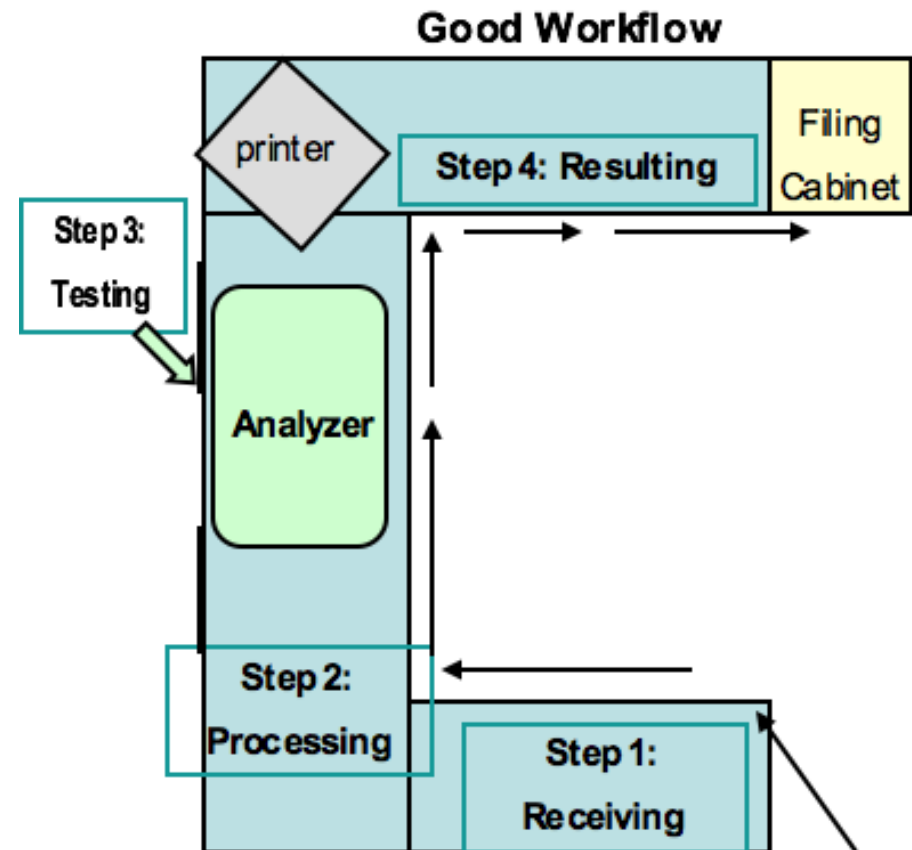 Good Workflow
printer
Step 4: Resulting
Filing
Cabinet
Step 3:
Testing
Analyzer
Step 2:
Processing
Step 1:
Receiving